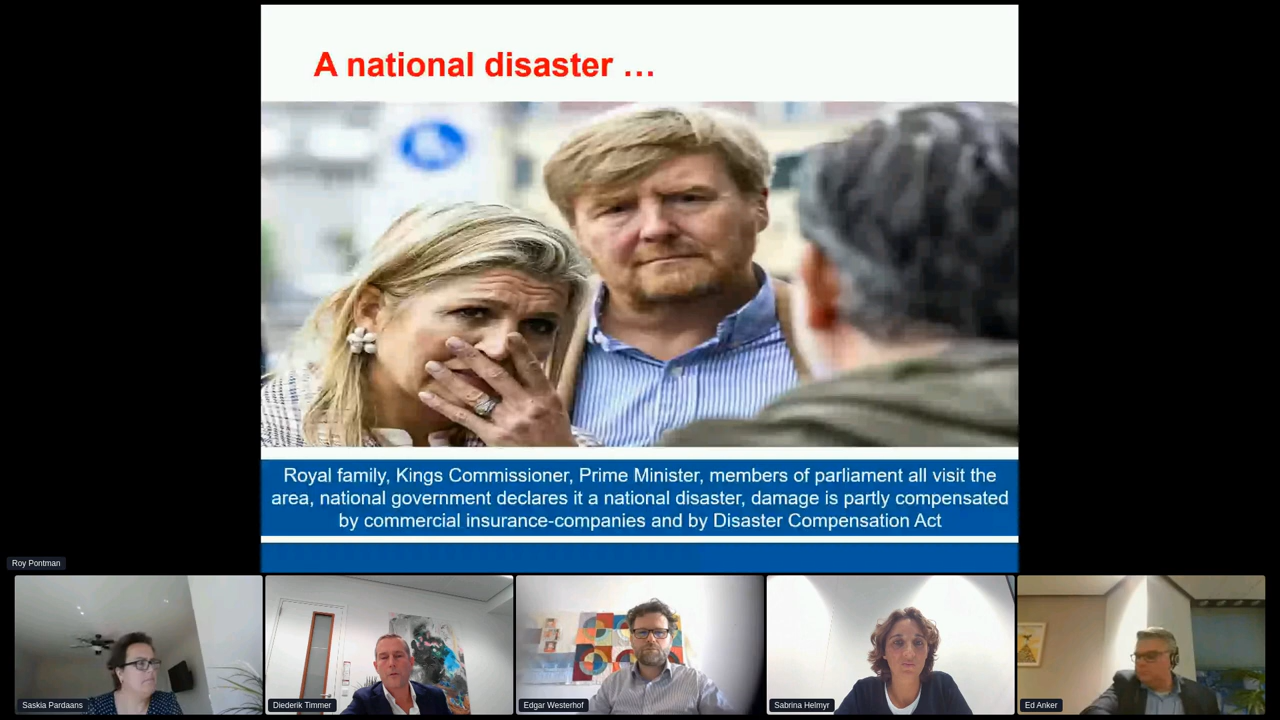 A national disaster …
Royal family, Kings Commissioner, Prime Minister, members of parliament all visit the
area, national government declares it a national disaster, damage is partly compensated
by commercial insurance-companies and by Disaster Compensation Act
Roy Pontman
Saskia Pardaans
Diederik Timmer
Edgar Westerhof
Sabrina Helmyr
Ed Anker